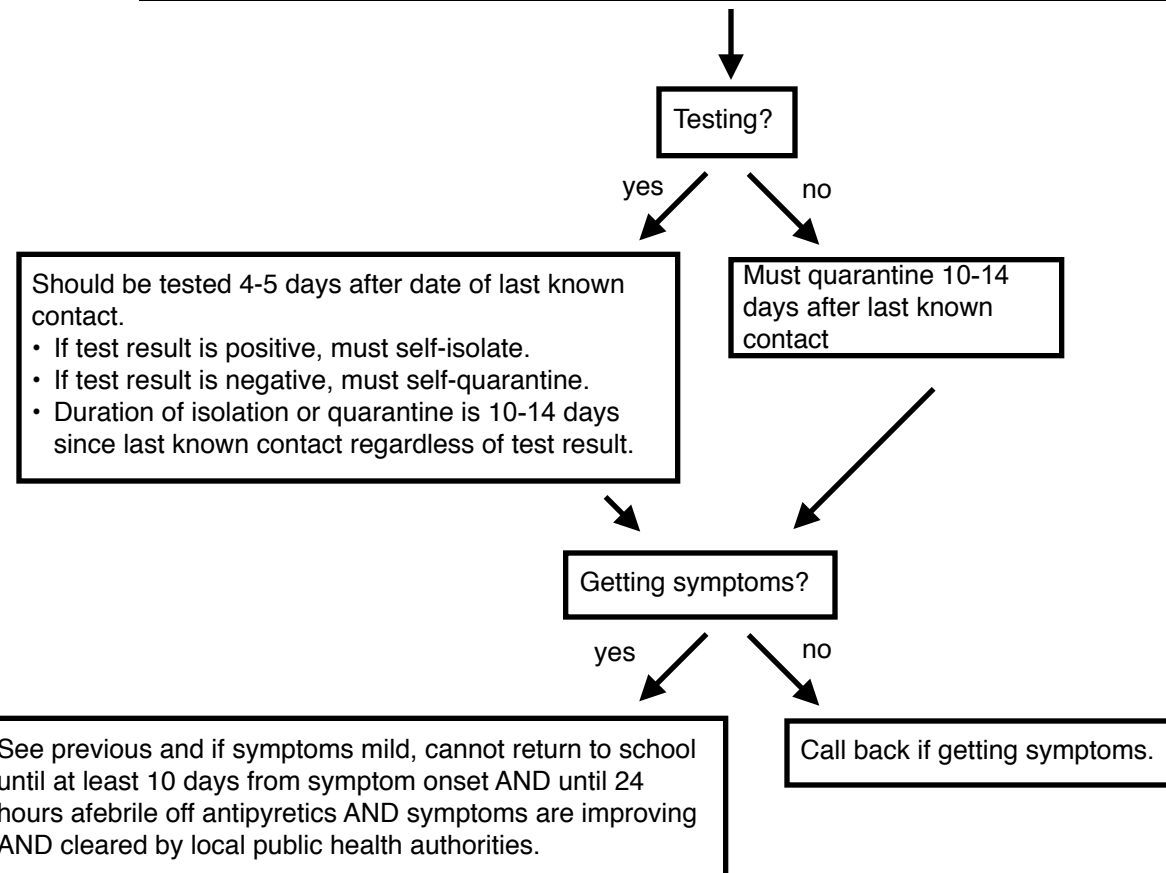 Testing?
yes
no
Should be tested 4-5 days after date of last known
contact.
• If test result is positive, must self-isolate.
• If test result is negative, must self-quarantine.
• Duration of isolation or quarantine is 10-14 days
since last known contact regardless of test result.
Must quarantine 10-14
days after last known
contact
Getting symptoms?
yes
no
See previous and if symptoms mild, cannot return to school
until at least 10 days from symptom onset AND until 24
hours afebrile off antipyretics AND symptoms are improving
AND cleared by local public health authorities.
Call back if getting symptoms.